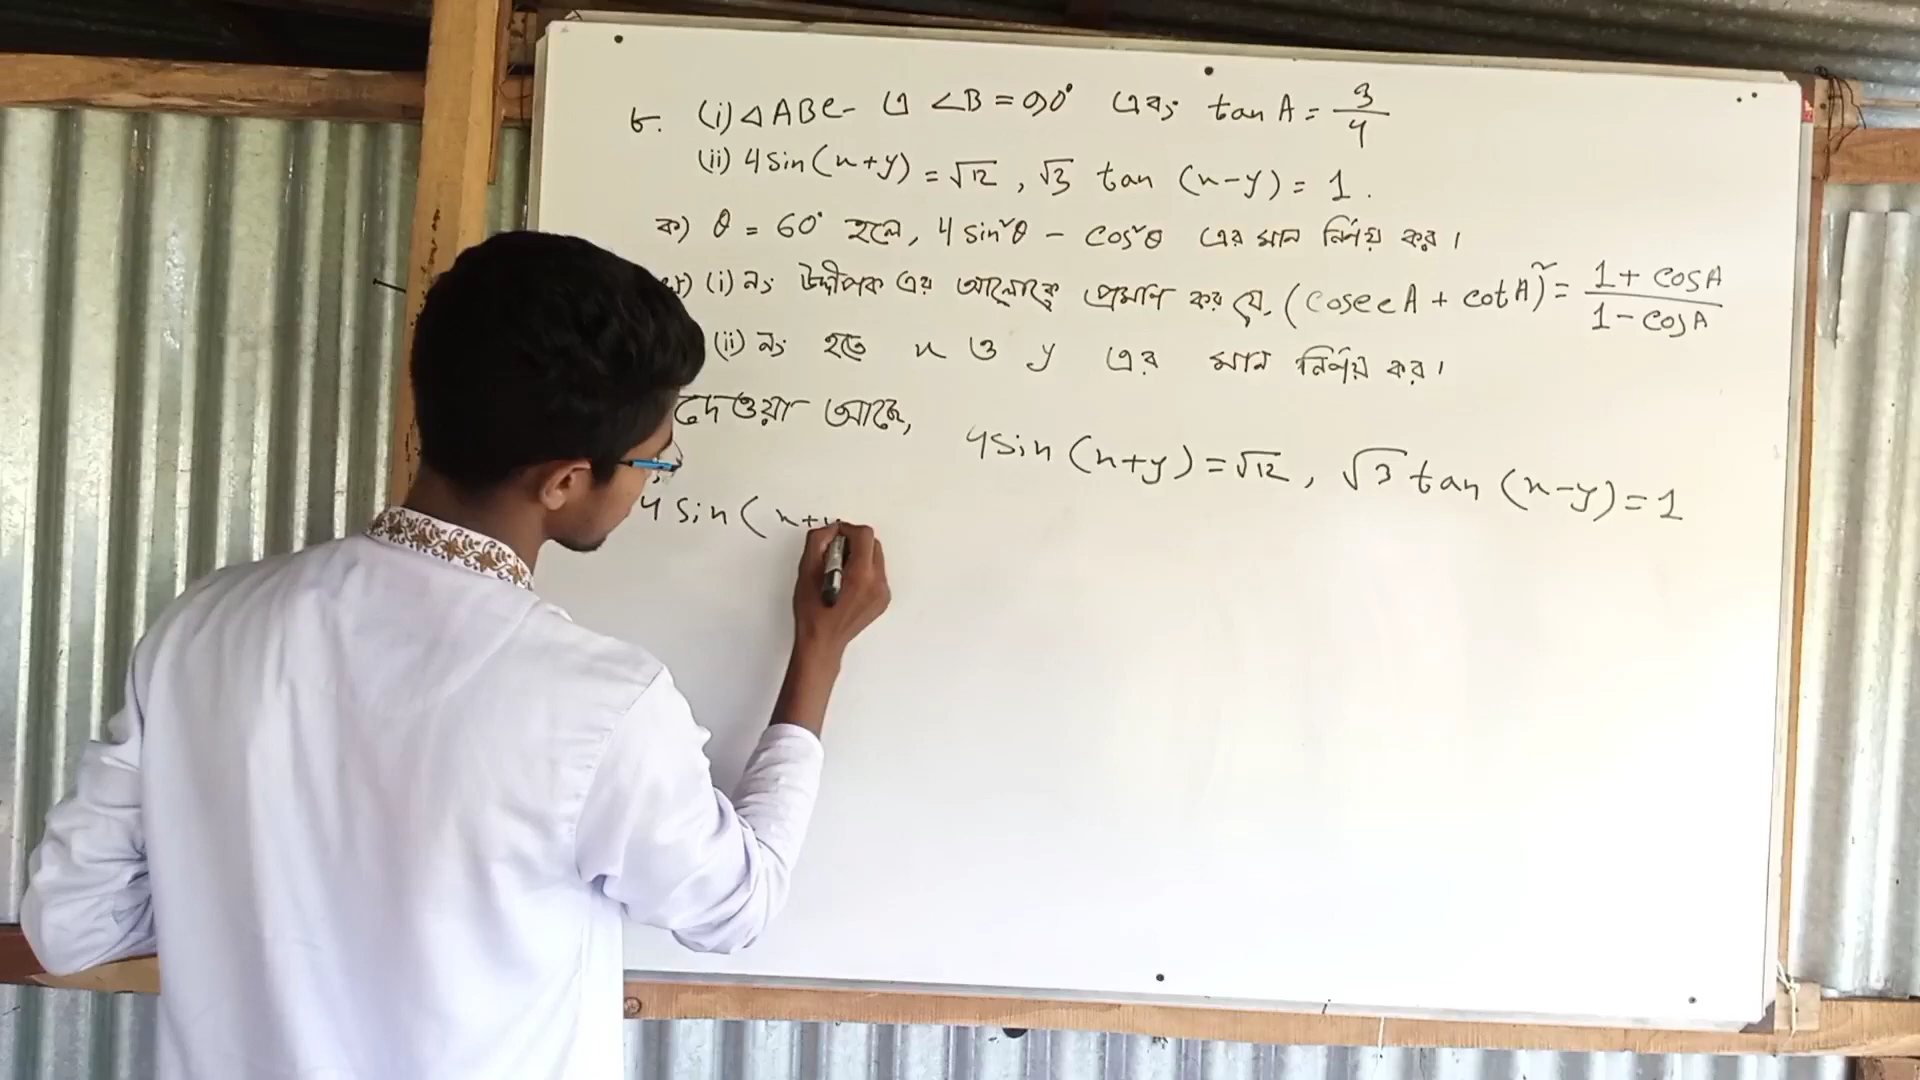 ৮. (i) △ABC- এ ∠B = 90° এবং tan A = 3/4
(ii) 4 sin (x+y) = √12, √3 tan (x-y) = 1.
ক) θ = 60° হলে, 4 sin²θ - cos²θ এর মান নির্ণয় কর।
(i) নং উদ্দীপক এর আলোকে প্রমাণ কর যে, (cosec A + cot A)² = 1 + cos A / 1 - cos A
(ii) নং হতে x ও y এর মান নির্ণয় কর।
দেওয়া আছে,
4 sin (x+y) = √12, √3 tan (x-y) = 1
4 sin (x+y